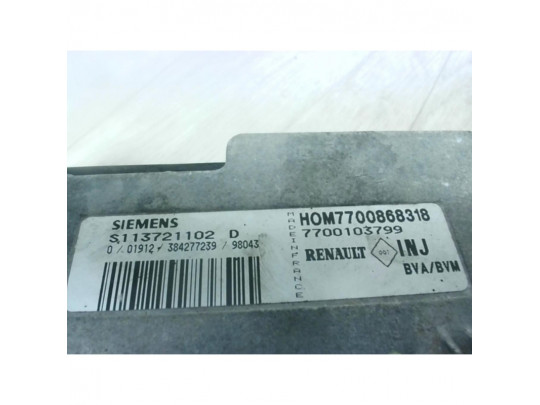 SIEMENS
S113721102 D
0 / 01912 / 384277239 / 98043
MADE IN FRANCE
HOM7700868318
7700103799
RENAULT INJ
BVA/BVM